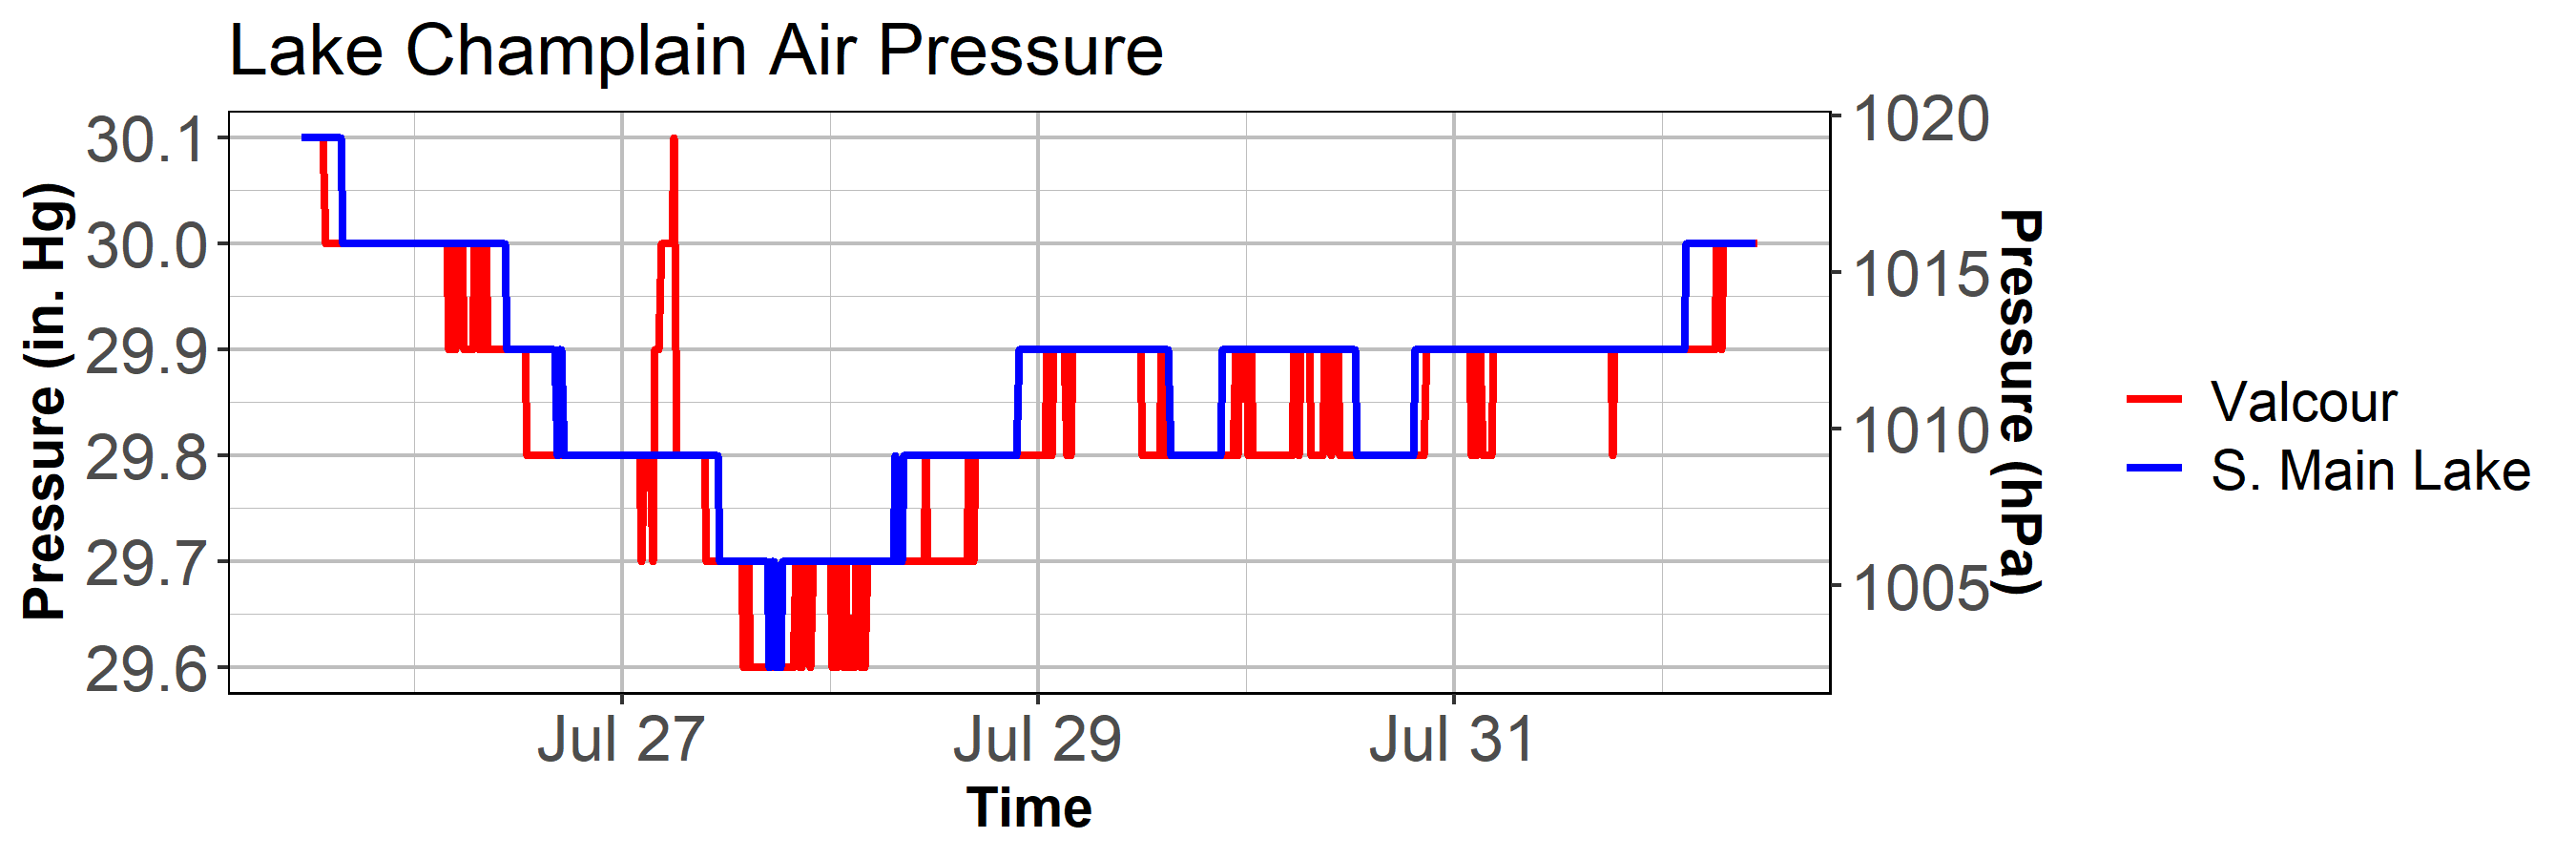 Lake Champlain Air Pressure
Pressure (in. Hg)
30.1
30.0
29.9
29.8
29.7
29.6
1020
1015
1010
1005
Pressure (hPa)
Jul 27
Jul 29
Jul 31
Time
Valcour
S. Main Lake